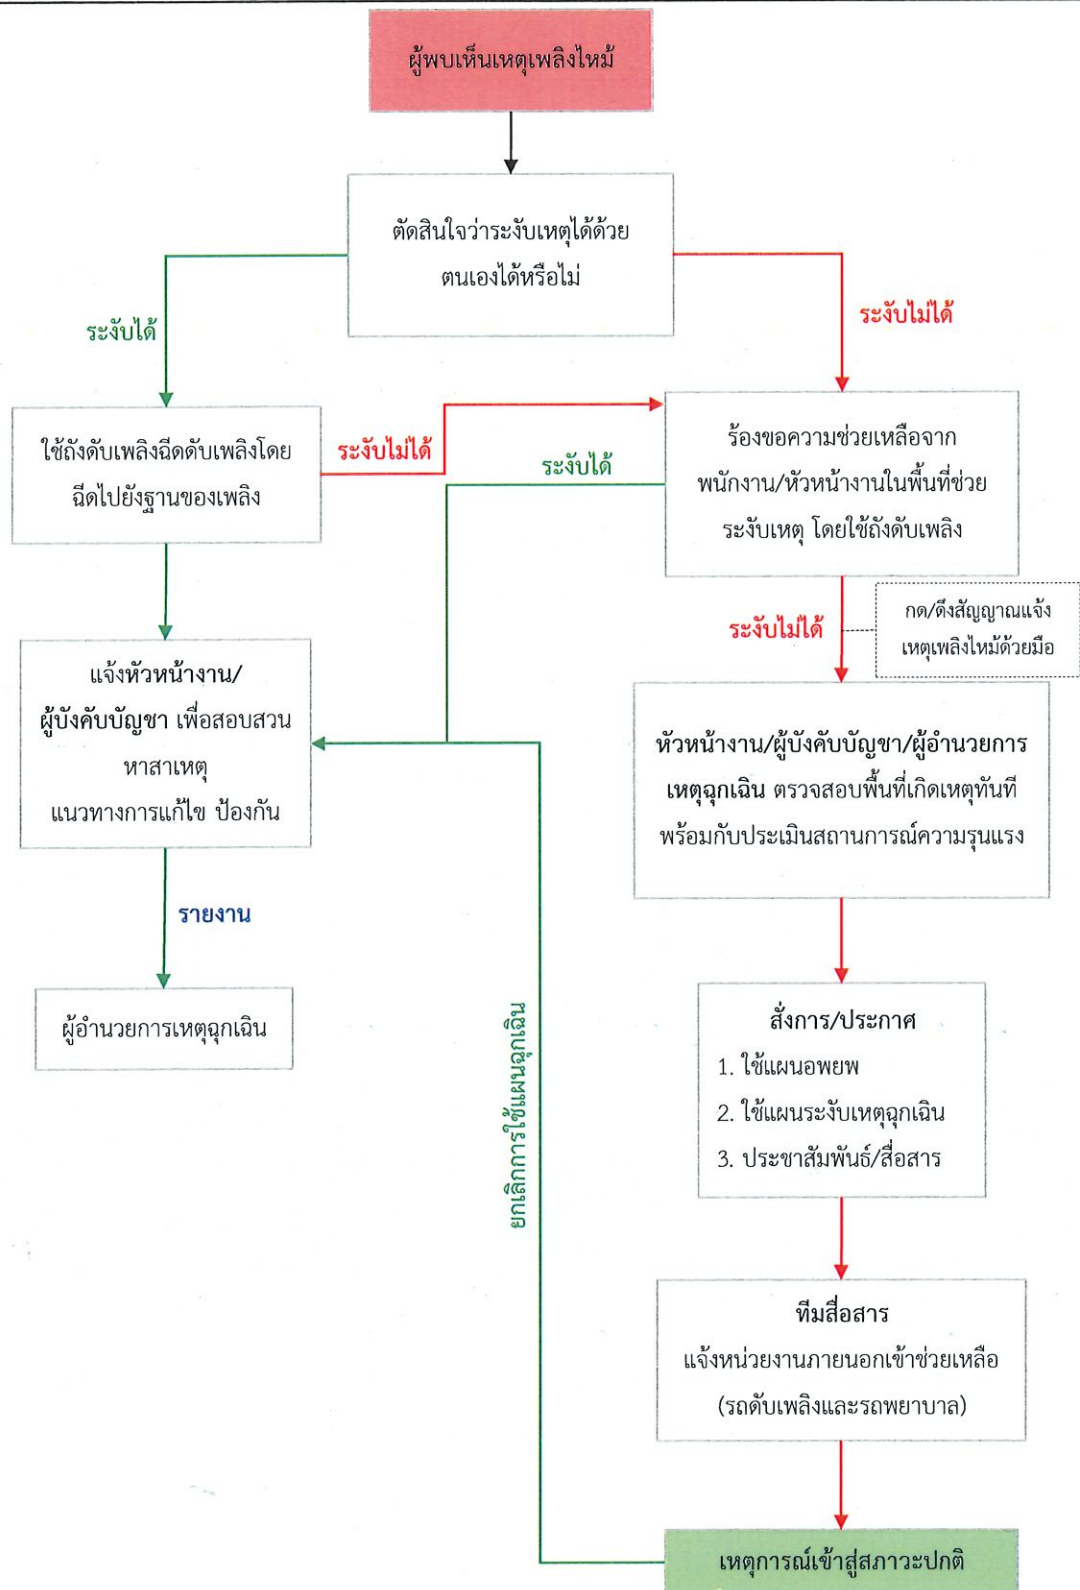 ผู้พบเห็นเหตุเพลิงไหม้
ตัดสินใจว่าระงับเหตุได้ด้วย
ตนเองได้หรือไม่
ระงับได้
ระงับไม่ได้
ใช้ถังดับเพลิงฉีดดับเพลิงโดย
ฉีดไปยังฐานของเพลิง
ระงับไม่ได้
ระงับได้
ร้องขอความช่วยเหลือจาก
พนักงาน/หัวหน้างานในพื้นที่ช่วย
ระงับเหตุ โดยใช้ถังดับเพลิง
ระงับไม่ได้
กด/ดึงสัญญาณแจ้ง
เหตุเพลิงไหม้ด้วยมือ
แจ้งหัวหน้างาน/
ผู้บังคับบัญชา เพื่อสอบสวน
หาสาเหตุ
แนวทางการแก้ไข ป้องกัน
หัวหน้างาน/ผู้บังคับบัญชา/ผู้อำนวยการ
เหตุฉุกเฉิน ตรวจสอบพื้นที่เกิดเหตุทันที
พร้อมกับประเมินสถานการณ์ความรุนแรง
รายงาน
ผู้อำนวยการเหตุฉุกเฉิน
สั่งการ/ประกาศ
1. ใช้แผนอพยพ
2. ใช้แผนระงับเหตุฉุกเฉิน
3. ประชาสัมพันธ์/สื่อสาร
ยกเลิกการใช้แผนฉุกเฉิน
ทีมสื่อสาร
แจ้งหน่วยงานภายนอกเข้าช่วยเหลือ
(รถดับเพลิงและรถพยาบาล)
เหตุการณ์เข้าสู่สภาวะปกติ